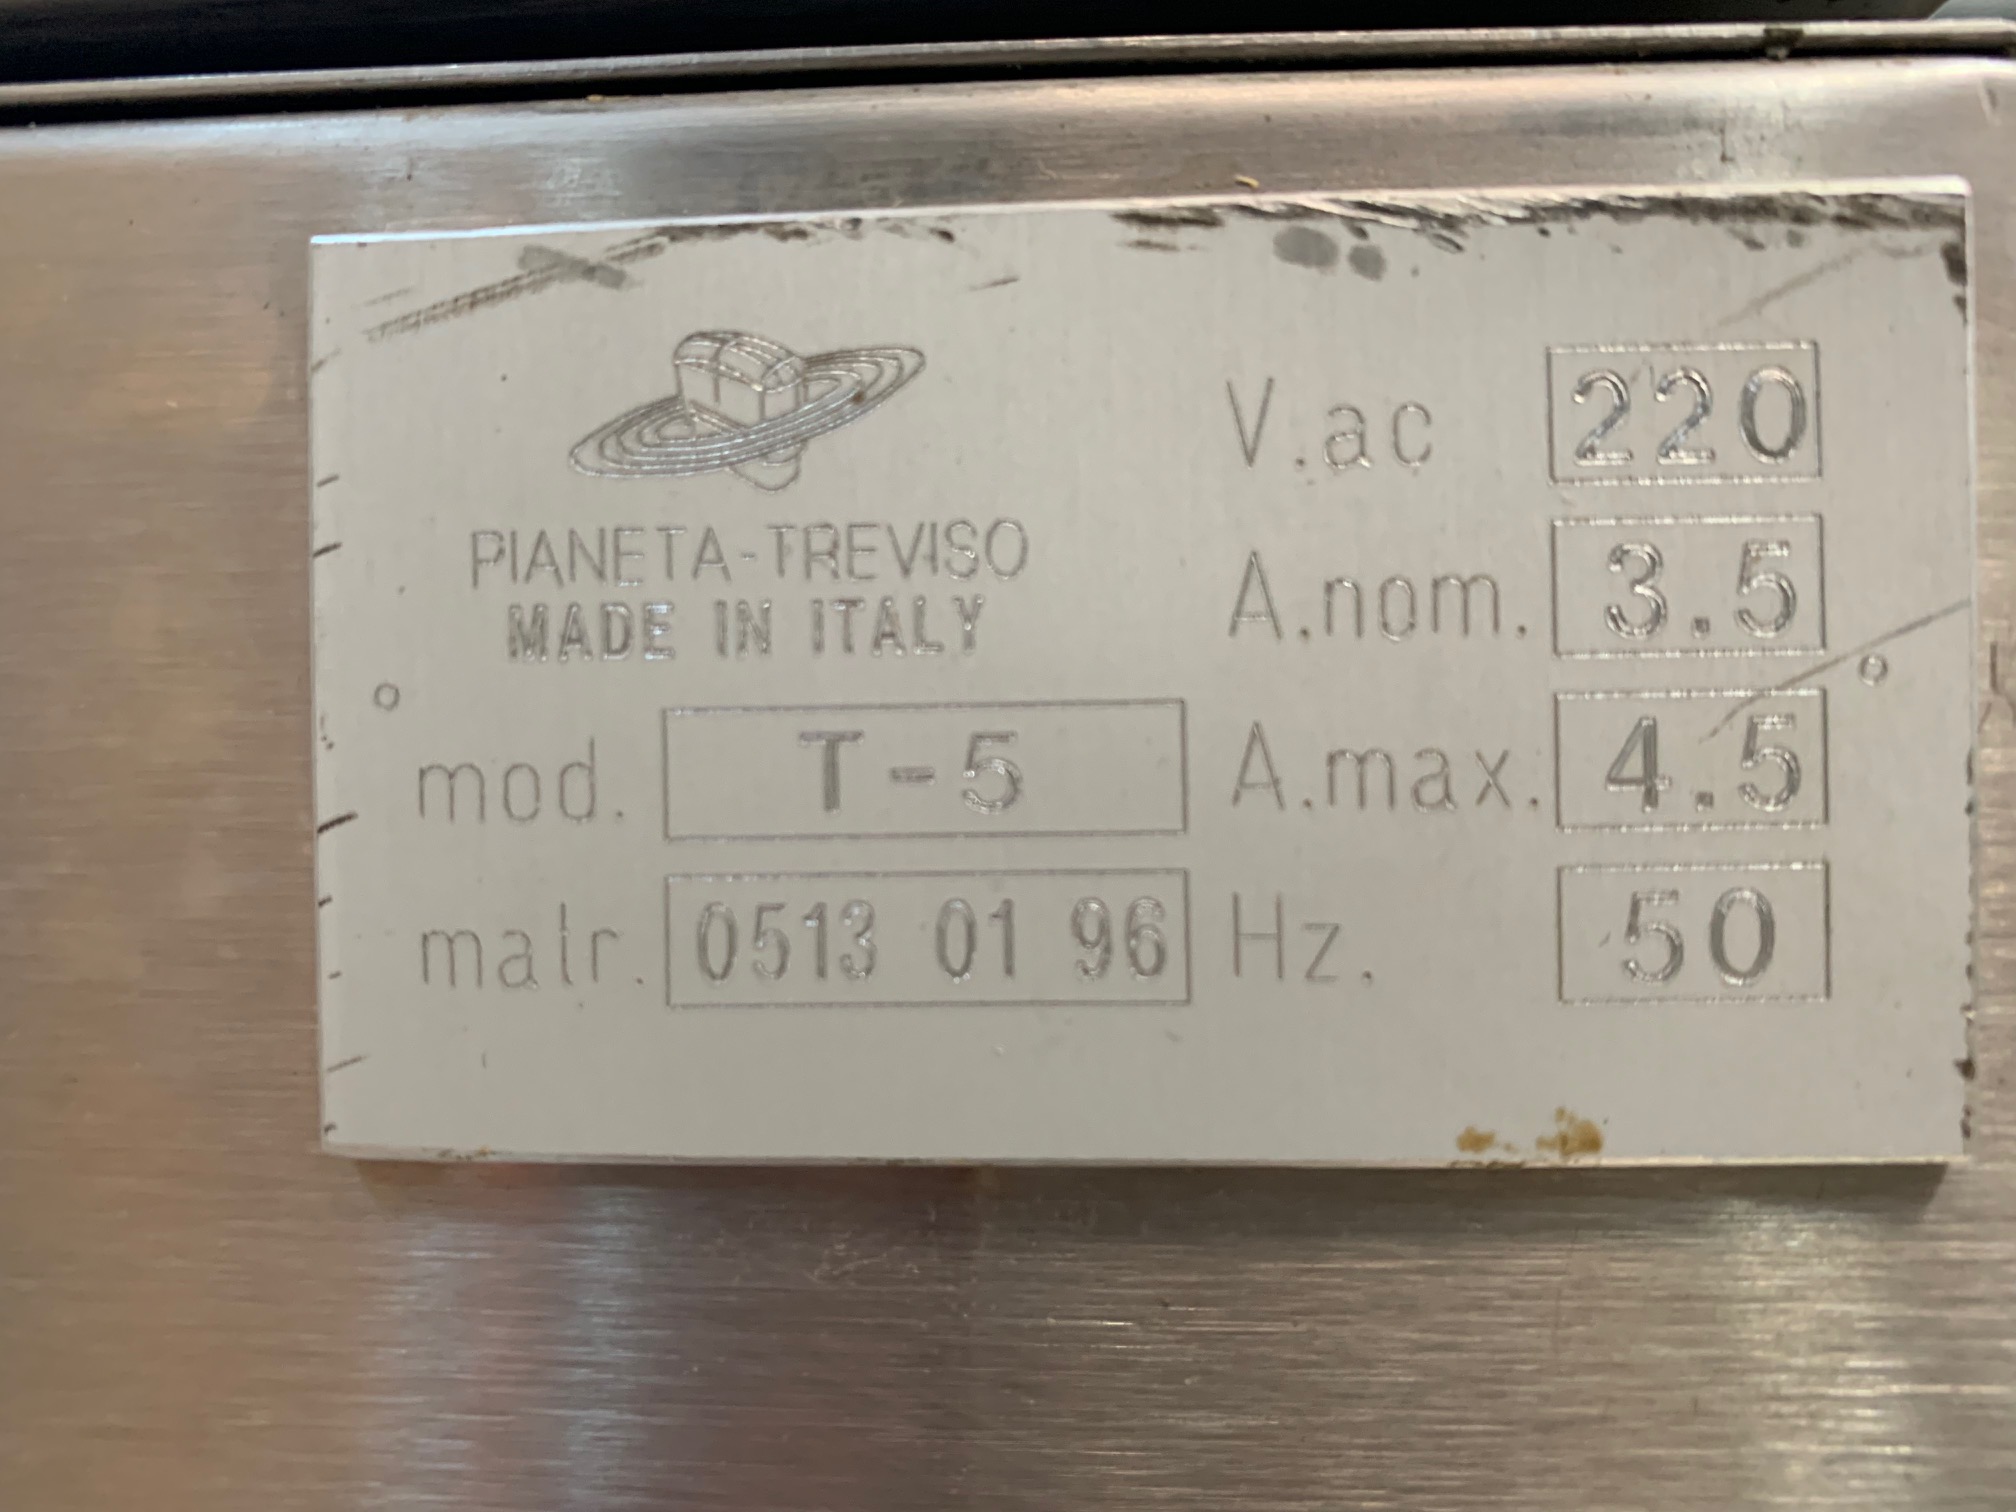 PIANETA-TREVISO
MADE IN ITALY
mod. T-5
matr. 0513 01 96
V.ac 220
A.nom. 3.5
A.max. 4.5
Hz. 50